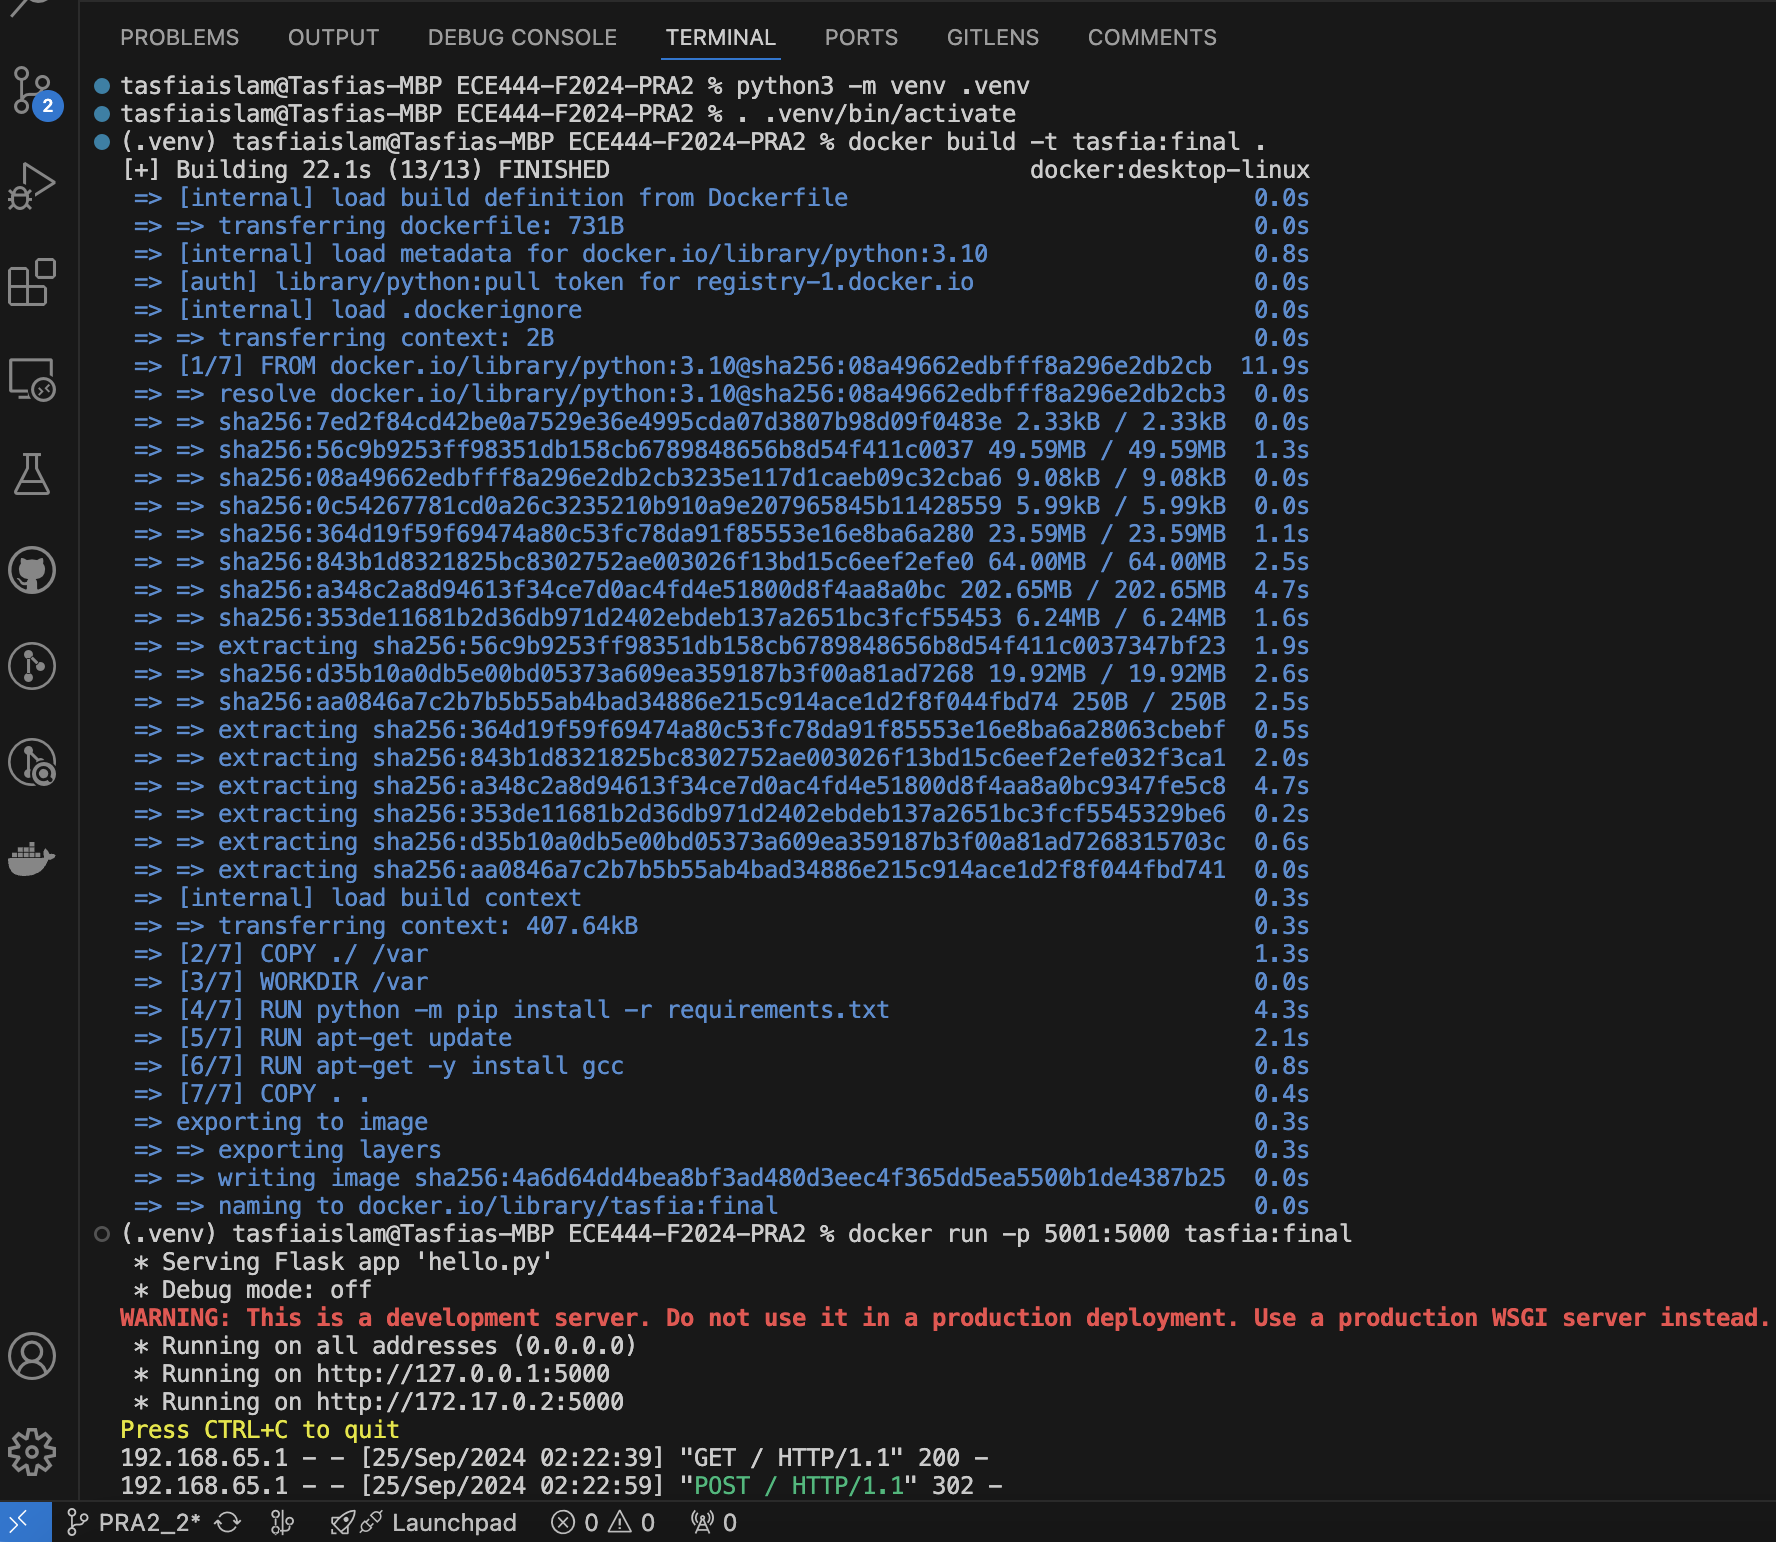 PROBLEMS OUTPUT DEBUG CONSOLE TERMINAL PORTS GITLENS COMMENTS
tasfiaislam@Tasfias-MBP ECE444-F2024-PRA2 % python3 -m venv .venv
tasfiaislam@Tasfias-MBP ECE444-F2024-PRA2 % . .venv/bin/activate
(.venv) tasfiaislam@Tasfias-MBP ECE444-F2024-PRA2 % docker build -t tasfia:final .
[+] Building 22.1s (13/13) FINISHED docker:desktop-linux
=> [internal] load build definition from Dockerfile 0.0s
=> => transferring dockerfile: 731B 0.0s
=> [internal] load metadata for docker.io/library/python:3.10 0.8s
=> [auth] library/python:pull token for registry-1.docker.io 0.0s
=> [internal] load .dockerignore 0.0s
=> => transferring context: 2B 0.0s
=> [1/7] FROM docker.io/library/python:3.10@sha256:08a49662edbfff8a296e2db2cb 11.9s
=> => resolve docker.io/library/python:3.10@sha256:08a49662edbfff8a296e2db2cb3 0.0s
=> => sha256:7ed2f84cd42be0a7529e36e4995cda07d3807b98d09f0483e 2.33kB / 2.33kB 0.0s
=> => sha256:56c9b9253ff98351db158cb6789848656b8d54f411c0037 49.59MB / 49.59MB 1.3s
=> => sha256:08a49662edbfff8a296e2db2cb3235e117d1caeb09c32cba6 9.08kB / 9.08kB 0.0s
=> => sha256:0c54267781cd0a26c3235210b910a9e207965845b11428559 5.99kB / 5.99kB 0.0s
=> => sha256:364d19f59f69474a80c53fc78da91f85553e16e8ba6a280 23.59MB / 23.59MB 1.1s
=> => sha256:843b1d8321825bc8302752ae003026f13bd15c6eef2efe0 64.00MB / 64.00MB 2.5s
=> => sha256:a348c2a8d94613f34ce7d0ac4fd4e51800d8f4aa8a0bc 202.65MB / 202.65MB 4.7s
=> => sha256:353de11681b2d36db971d2402ebdeb137a2651bc3fcf55453 6.24MB / 6.24MB 1.6s
=> => extracting sha256:56c9b9253ff98351db158cb6789848656b8d54f411c0037347bf23 1.9s
=> => sha256:d35b10a0db5e00bd05373a609ea359187b3f00a81ad7268 19.92MB / 19.92MB 2.6s
=> => sha256:aa0846a7c2b7b5b55ab4bad34886e215c914ace1d2f8f044fbd74 250B / 250B 2.5s
=> => extracting sha256:364d19f59f69474a80c53fc78da91f85553e16e8ba6a28063cbebf 0.5s
=> => extracting sha256:843b1d8321825bc8302752ae003026f13bd15c6eef2efe032f3ca1 2.0s
=> => extracting sha256:a348c2a8d94613f34ce7d0ac4fd4e51800d8f4aa8a0bc9347fe5c8 4.7s
=> => extracting sha256:353de11681b2d36db971d2402ebdeb137a2651bc3fcf5545329be6 0.2s
=> => extracting sha256:d35b10a0db5e00bd05373a609ea359187b3f00a81ad7268315703c 0.6s
=> => extracting sha256:aa0846a7c2b7b5b55ab4bad34886e215c914ace1d2f8f044fbd741 0.0s
=> [internal] load build context 0.3s
=> => transferring context: 407.64kB 0.3s
=> [2/7] COPY ./ /var 1.3s
=> [3/7] WORKDIR /var 0.0s
=> [4/7] RUN python -m pip install -r requirements.txt 4.3s
=> [5/7] RUN apt-get update 2.1s
=> [6/7] RUN apt-get -y install gcc 0.8s
=> [7/7] COPY . . 0.4s
=> exporting to image 0.3s
=> => exporting layers 0.3s
=> => writing image sha256:4a6d64dd4bea8bf3ad480d3eec4f365dd5ea5500b1de4387b25 0.0s
=> => naming to docker.io/library/tasfia:final 0.0s
(.venv) tasfiaislam@Tasfias-MBP ECE444-F2024-PRA2 % docker run -p 5001:5000 tasfia:final
* Serving Flask app 'hello.py'
* Debug mode: off
WARNING: This is a development server. Do not use it in a production deployment. Use a production WSGI server instead.
* Running on all addresses (0.0.0.0)
* Running on http://127.0.0.1:5000
* Running on http://172.17.0.2:5000
Press CTRL+C to quit
192.168.65.1 - - [25/Sep/2024 02:22:39] "GET / HTTP/1.1" 200 -
192.168.65.1 - - [25/Sep/2024 02:22:59] "POST / HTTP/1.1" 302 -
2
PRA2_2* Launchpad 0 0 0